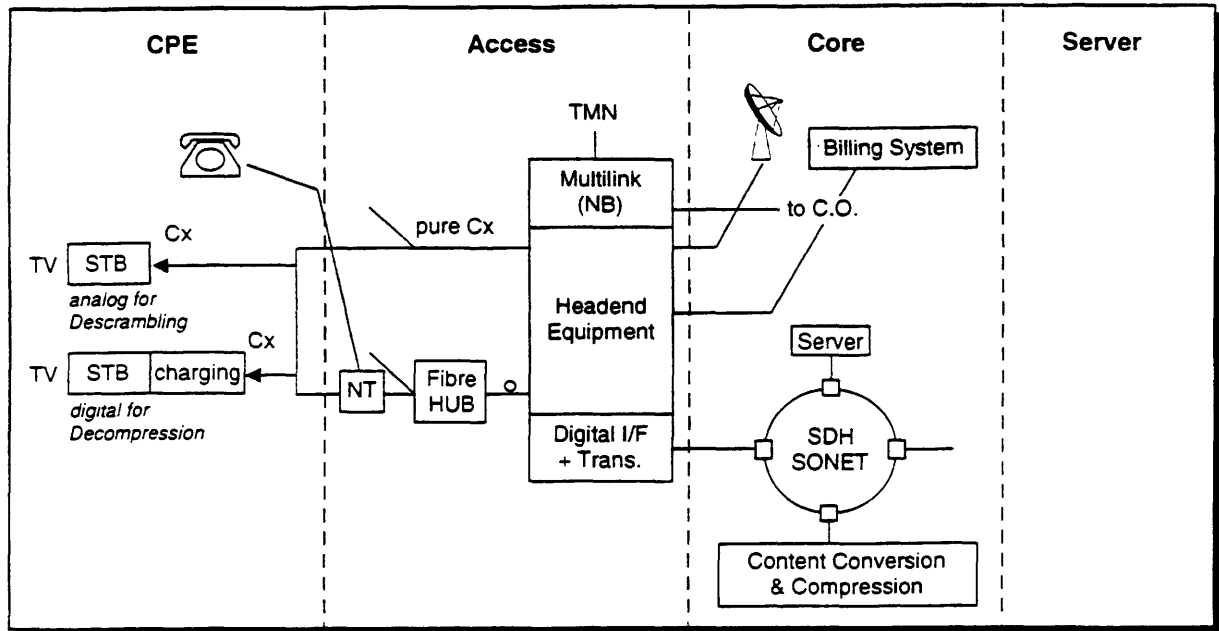 CPE
Access
Core
Server
TMN
Billing System
Multilink
(NB)
to C.O.
pure Cx
Cx
TV
STB
analog for
Descrambling
Headend
Equipment
Cx
TV
STB
charging
digital for
Decompression
NT
Fibre
HUB
Digital I/F
+ Trans.
Server
SDH
SONET
Content Conversion
& Compression